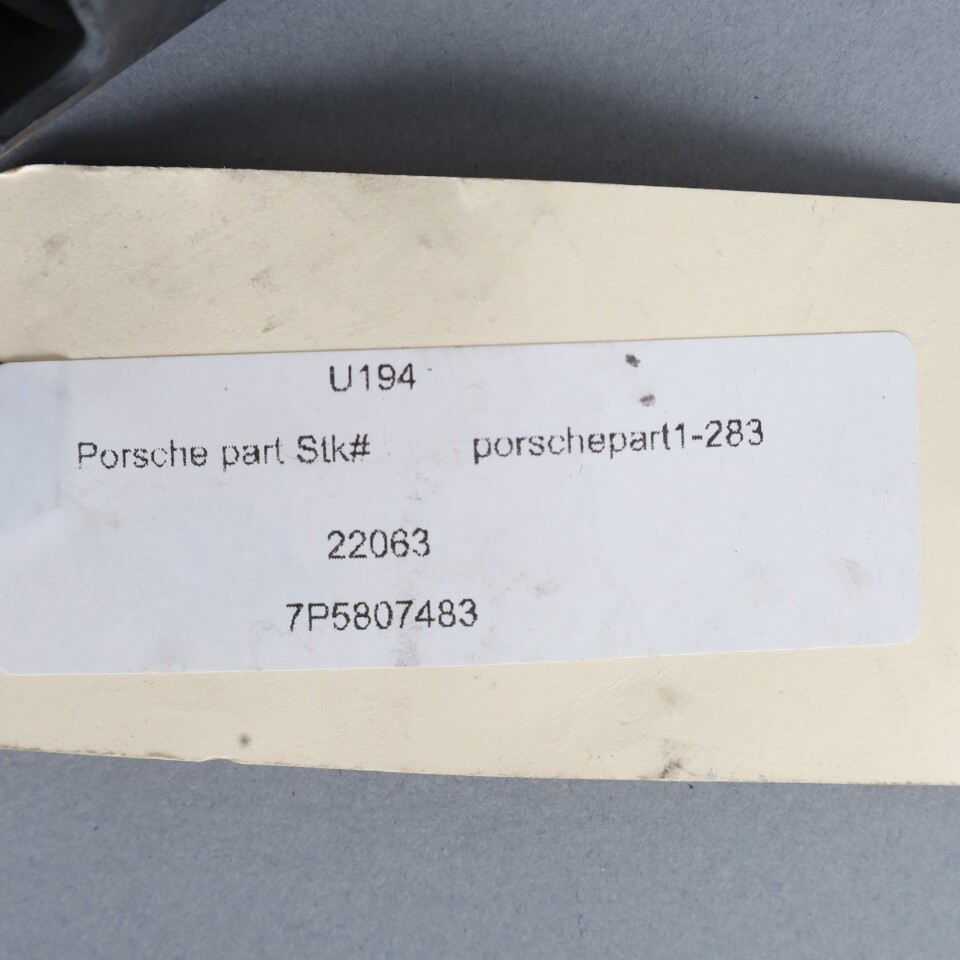 U194
Porsche part Stk# porschepart1-283
22063
7P5807483